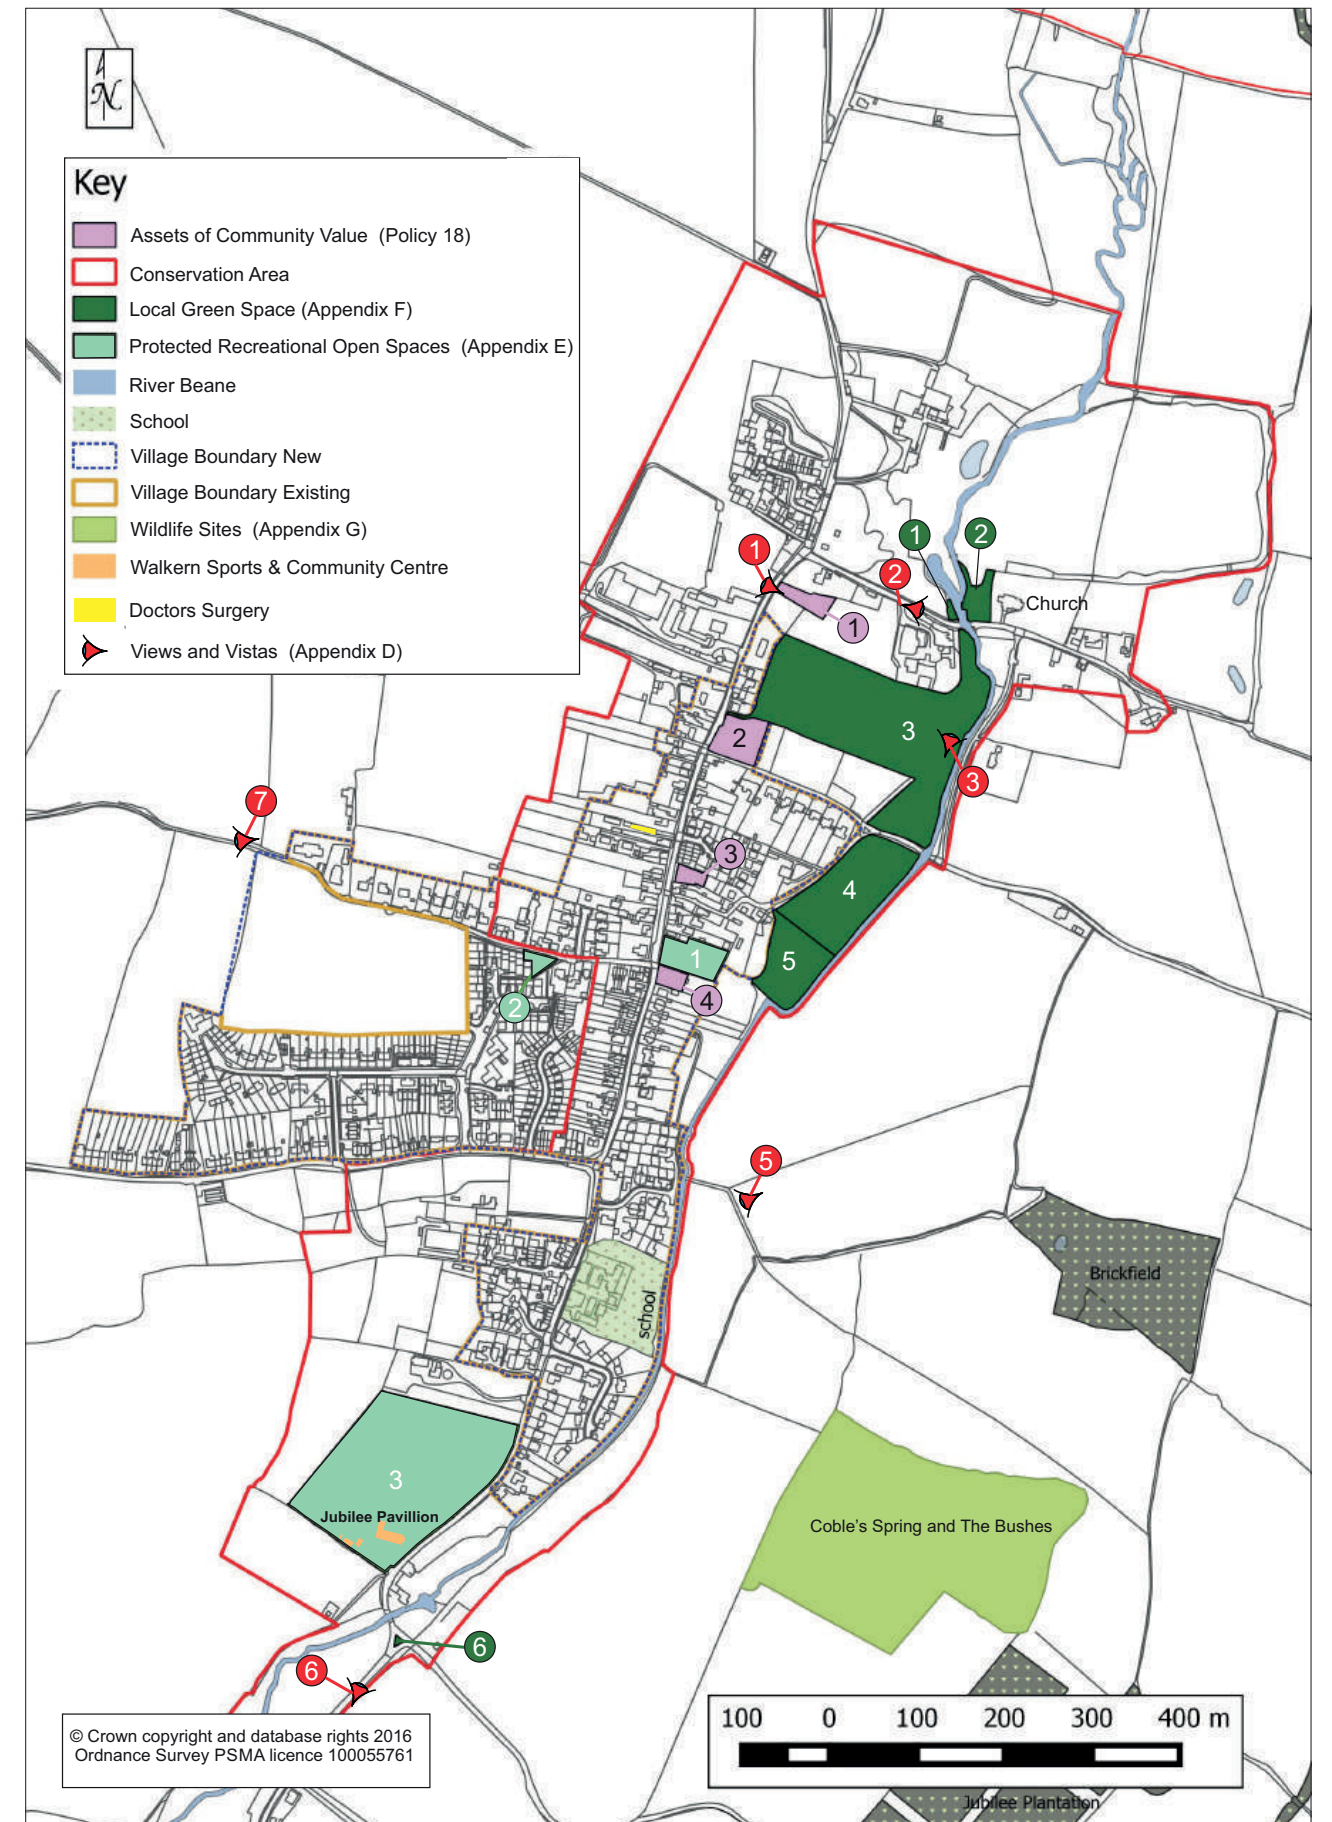 N
Key
Assets of Community Value (Policy 18)
Conservation Area
Local Green Space (Appendix F)
Protected Recreational Open Spaces (Appendix E)
River Beane
School
Village Boundary New
Village Boundary Existing
Wildlife Sites (Appendix G)
Walkern Sports & Community Centre
Doctors Surgery
Views and Vistas (Appendix D)
1
2
1
2
Church
1
3
2
3
7
3
4
1
5
4
2
5
Brickfield
school
3
Jubilee Pavillion
Coble's Spring and The Bushes
6
6
© Crown copyright and database rights 2016
Ordnance Survey PSMA licence 100055761
100 0 100 200 300 400 m
Jubilee Plantation